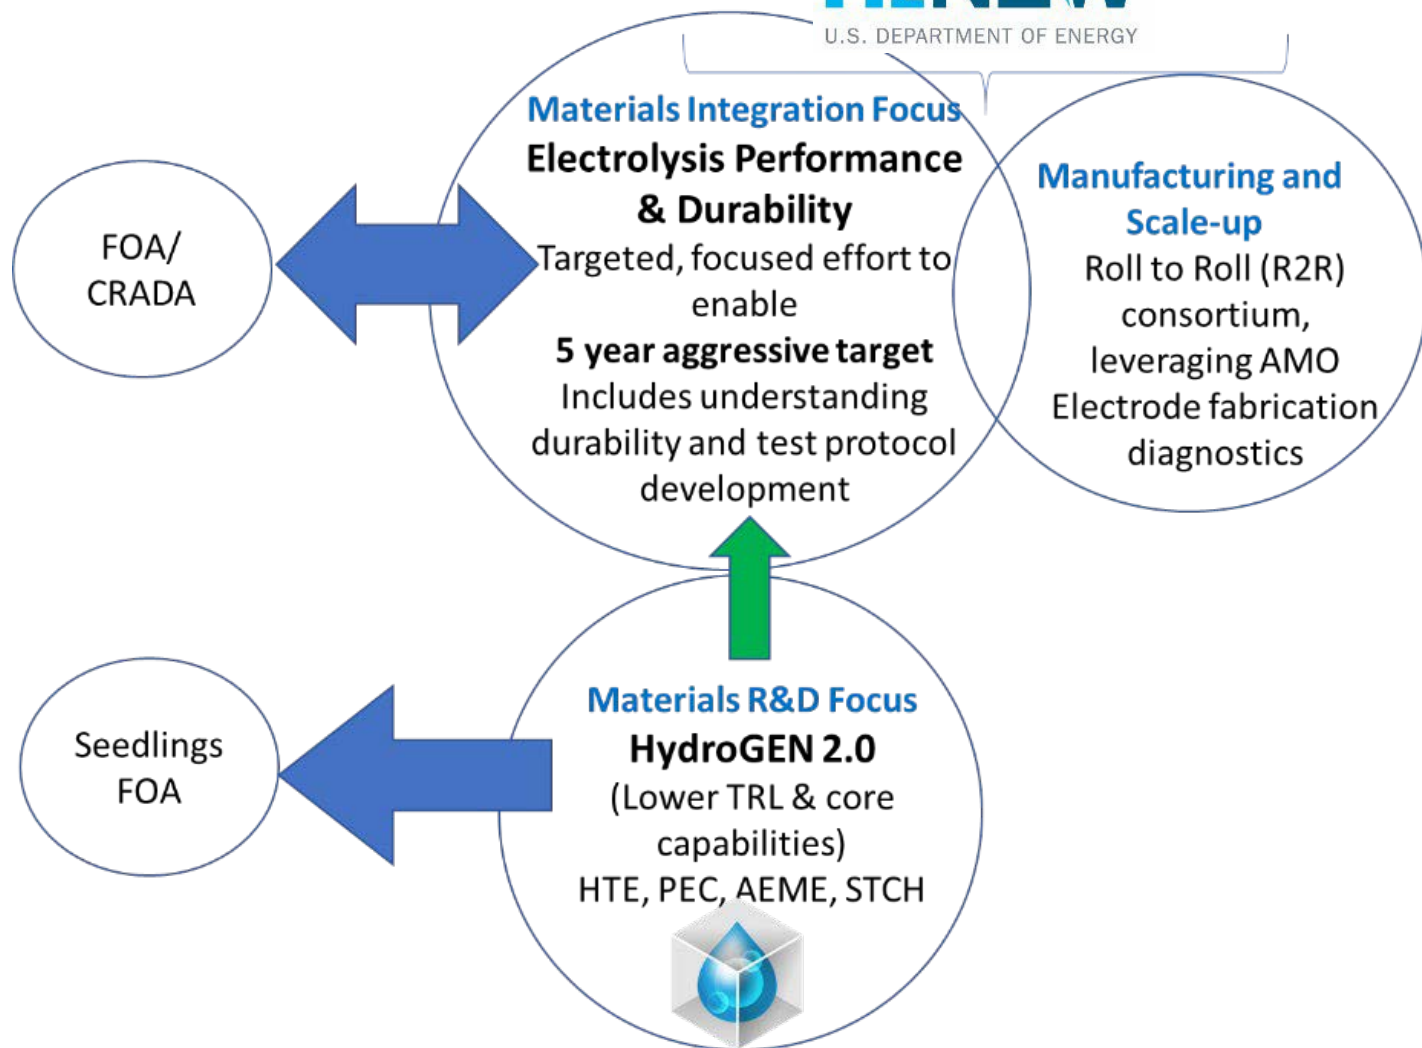 U.S. DEPARTMENT OF ENERGY
Materials Integration Focus
Electrolysis Performance
& Durability
Targeted, focused effort to
enable
5 year aggressive target
Includes understanding
durability and test protocol
development
Manufacturing and
Scale-up
Roll to Roll (R2R)
consortium,
leveraging AMO
Electrode fabrication
diagnostics
FOA/
CRADA
Materials R&D Focus
HydroGEN 2.0
(Lower TRL & core
capabilities)
HTE, PEC, AEME, STCH
Seedlings
FOA